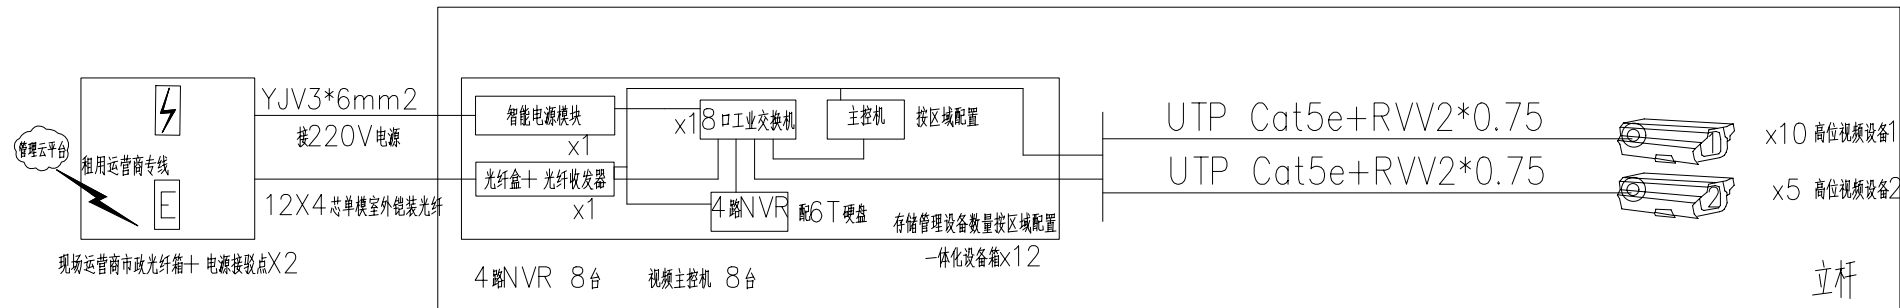 管理云平台
租用运营商专线
E
现场运营商市政光纤箱+ 电源接驳点X2
YJV3*6mm2
接220V电源
12X4芯单模室外铠装光纤
智能电源模块
x1
光纤盒+ 光纤收发器
x1
x1
8口工业交换机
主控机
按区域配置
4路NVR
配6T硬盘
存储管理设备数量按区域配置
一体化设备箱x12
4路NVR 8台
视频主控机 8台
UTP Cat5e+RVV2*0.75
x10 高位视频设备1
UTP Cat5e+RVV2*0.75
x5 高位视频设备2
立杆